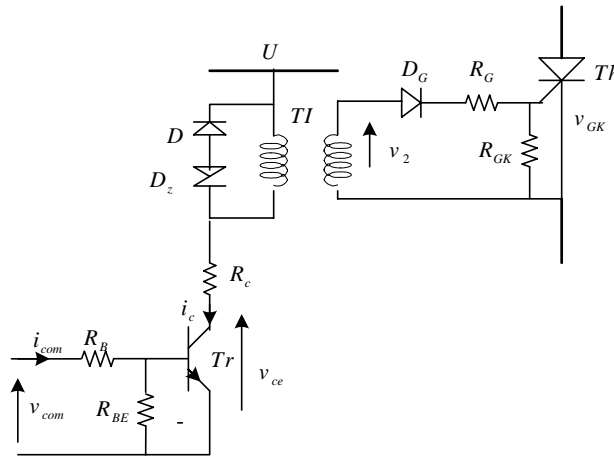 U
D_G
R_G
Th
D
TI
v_GK
v_2
R_GK
D_z
R_c
i_c
i_com
R_B
Tr
v_ce
v_com
R_BE
-